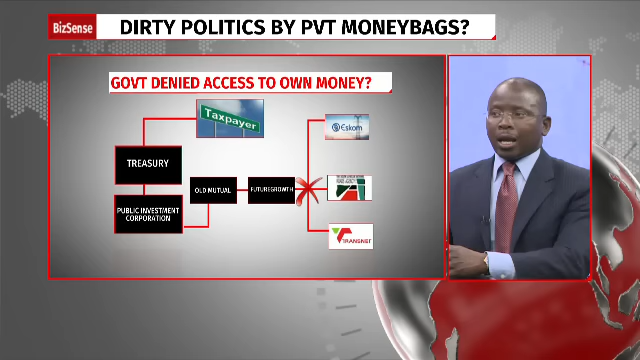 BizSense
DIRTY POLITICS BY PVT MONEYBAGS?
GOVT DENIED ACCESS TO OWN MONEY?
Taxpayer
Eskom
TREASURY
OLD MUTUAL
FUTUREGROWTH
PUBLIC INVESTMENT
CORPORATION
TRANSNET